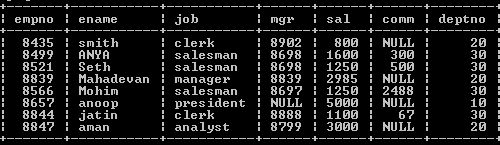 empno | ename | job | mgr | sal | comm | deptno
8435 | smith | clerk | 8902 | 800 | NULL | 20
8499 | ANYA | salesman | 8698 | 1600 | 300 | 30
8521 | Seth | salesman | 8698 | 1250 | 500 | 30
8839 | Mahadevan | manager | 8839 | 2985 | NULL | 20
8566 | Mohim | salesman | 8697 | 1250 | 2488 | 30
8657 | anoop | president | NULL | 5000 | NULL | 10
8844 | jatin | clerk | 8888 | 1100 | 67 | 30
8847 | aman | analyst | 8799 | 3000 | NULL | 20